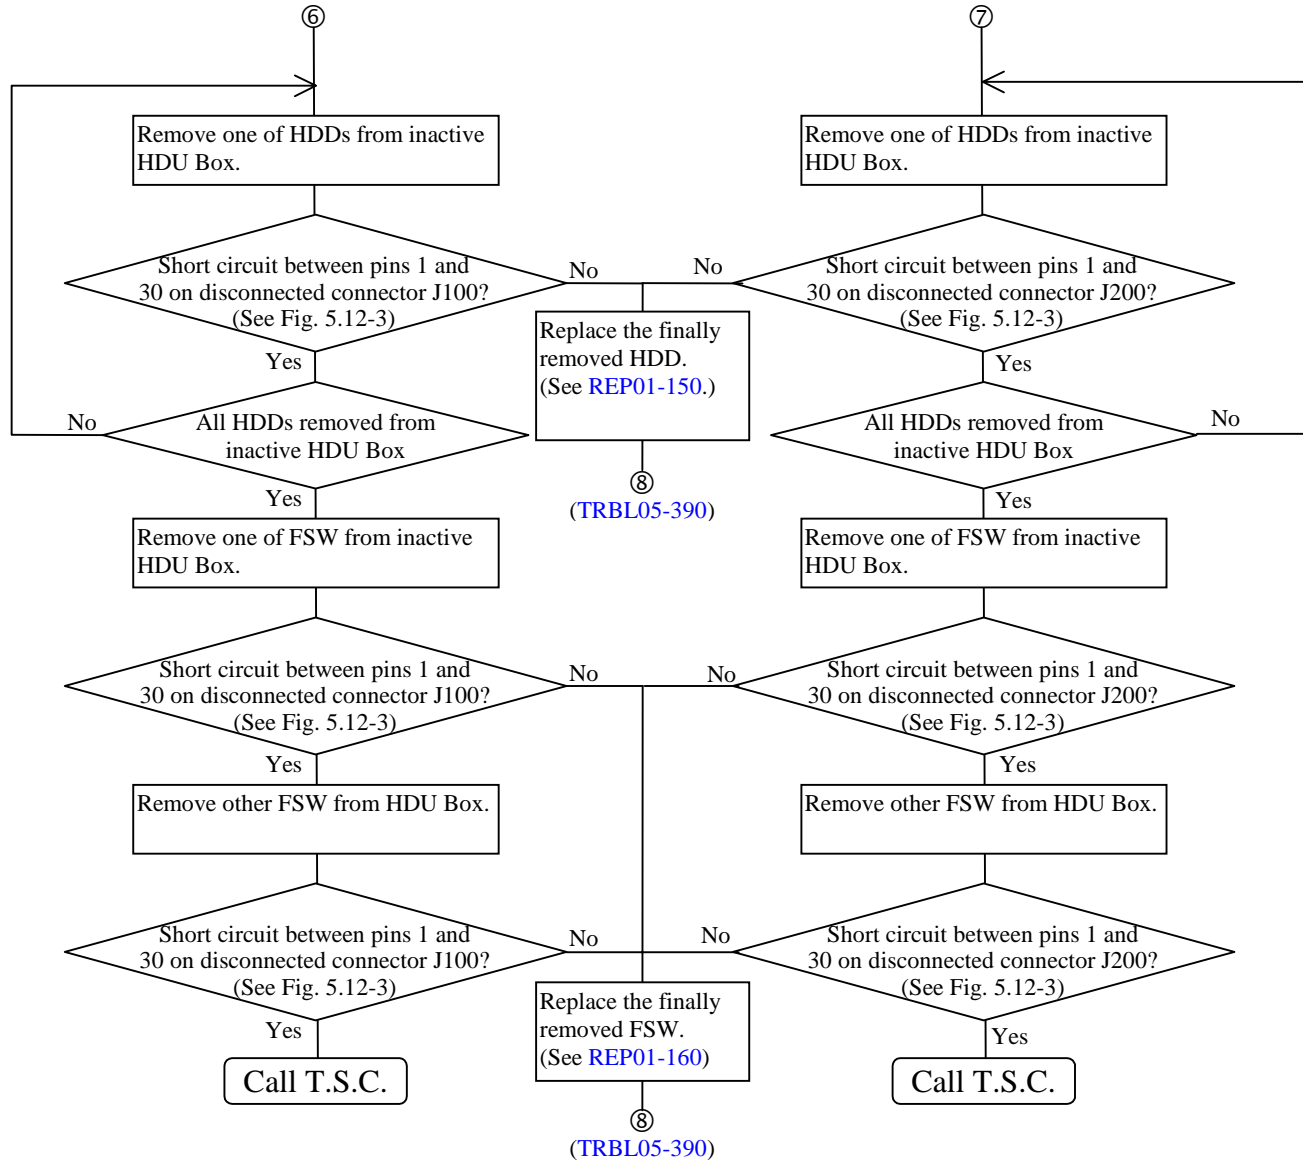 ⑥
⑦
Remove one of HDDs from inactive
HDU Box.
Remove one of HDDs from inactive
HDU Box.
Short circuit between pins 1 and
30 on disconnected connector J100?
(See Fig. 5.12-3)
No
No
Short circuit between pins 1 and
30 on disconnected connector J200?
(See Fig. 5.12-3)
Replace the finally
removed HDD.
(See REP01-150.)
Yes
Yes
No
All HDDs removed from
inactive HDU Box
All HDDs removed from
inactive HDU Box
No
⑧
(TRBL05-390)
Yes
Yes
Remove one of FSW from inactive
HDU Box.
Remove one of FSW from inactive
HDU Box.
Short circuit between pins 1 and
30 on disconnected connector J100?
(See Fig. 5.12-3)
No
No
Short circuit between pins 1 and
30 on disconnected connector J200?
(See Fig. 5.12-3)
Yes
Yes
Remove other FSW from HDU Box.
Remove other FSW from HDU Box.
Short circuit between pins 1 and
30 on disconnected connector J100?
(See Fig. 5.12-3)
No
No
Short circuit between pins 1 and
30 on disconnected connector J200?
(See Fig. 5.12-3)
Replace the finally
removed FSW.
(See REP01-160)
Yes
Yes
Call T.S.C.
Call T.S.C.
⑧
(TRBL05-390)